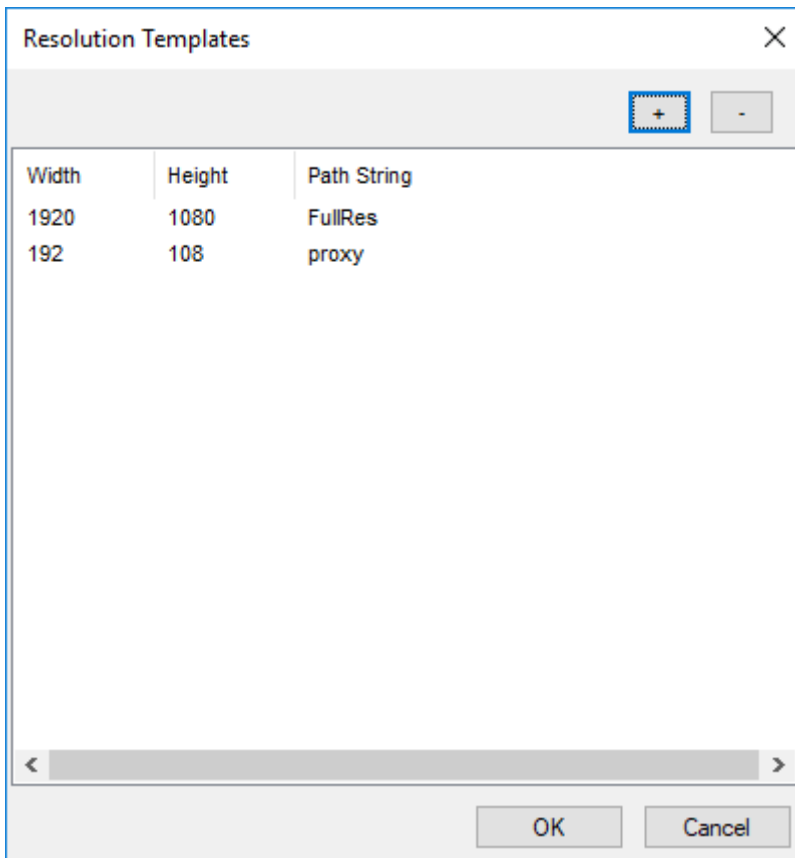 Resolution Templates
+ -
Width Height Path String
1920 1080 FullRes
192 108 proxy
OK Cancel